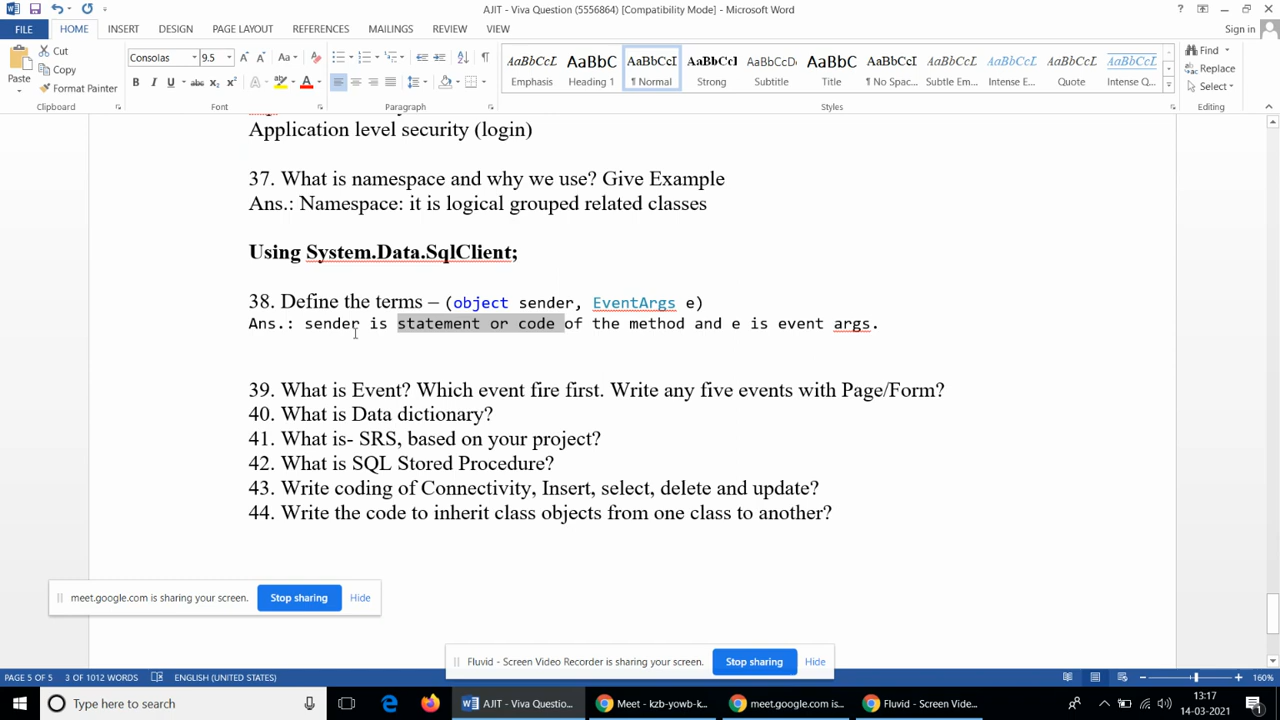 AJIT - Viva Question (5556864) [Compatibility Mode] - Microsoft Word
FILE HOME INSERT DESIGN PAGE LAYOUT REFERENCES MAILINGS REVIEW VIEW Sign in
Paste Cut Copy Format Painter
Consolas 9.5
AaBbCcI Emphasis AaBbC Heading 1 AaBbCcI ¶ Normal AaBbCcl Strong AaBbCcD Subtitle AaBbC Title AaBbCcI ¶ No Spac... AaBbCcL Subtle Em... AaBbCcL Intense E... AaBbCcL Quote AaBbCcL Intense Q...
Find Replace Select
Clipboard Font Paragraph Styles Editing
Application level security (login)
37. What is namespace and why we use? Give Example
Ans.: Namespace: it is logical grouped related classes
Using System.Data.SqlClient;
38. Define the terms – (object sender, EventArgs e)
Ans.: sender is statement or code of the method and e is event args.
39. What is Event? Which event fire first. Write any five events with Page/Form?
40. What is Data dictionary?
41. What is- SRS, based on your project?
42. What is SQL Stored Procedure?
43. Write coding of Connectivity, Insert, select, delete and update?
44. Write the code to inherit class objects from one class to another?
meet.google.com is sharing your screen. Stop sharing Hide
Fluvid - Screen Video Recorder is sharing your screen. Stop sharing Hide
PAGE 5 OF 5 3 OF 1012 WORDS ENGLISH (UNITED STATES) 160%
Type here to search AJIT - Viva Questio... Meet - kzb-yowb-k... meet.google.com is... Fluvid - Screen Vide... 13:17
14-03-2021